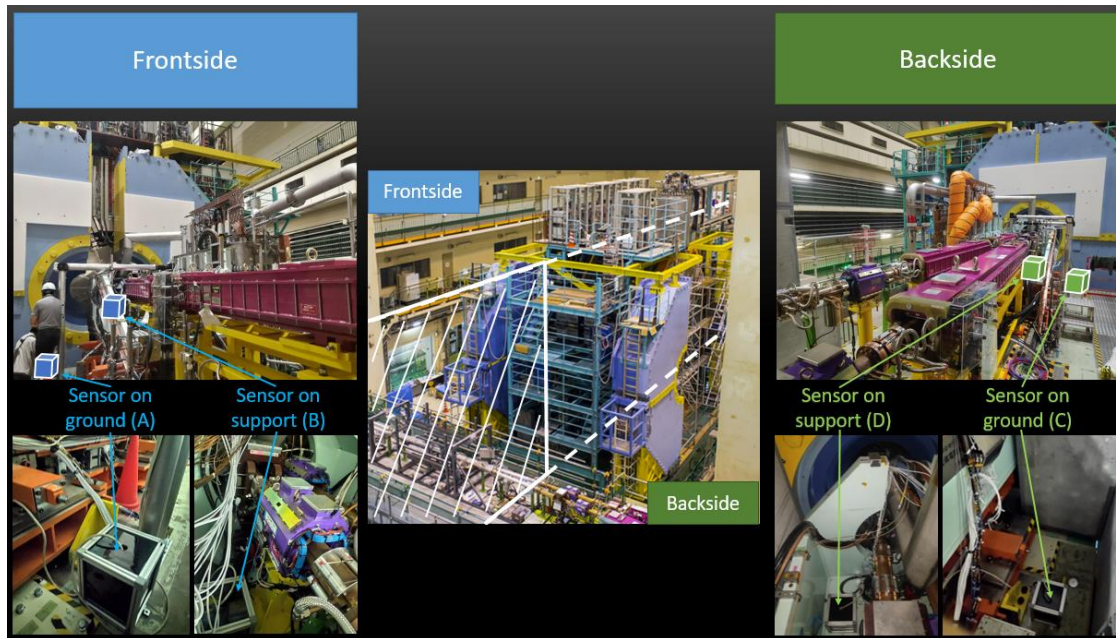 Frontside
Backside
Frontside
Backside
Sensor on
ground (A)
Sensor on
support (B)
Sensor on
support (D)
Sensor on
ground (C)